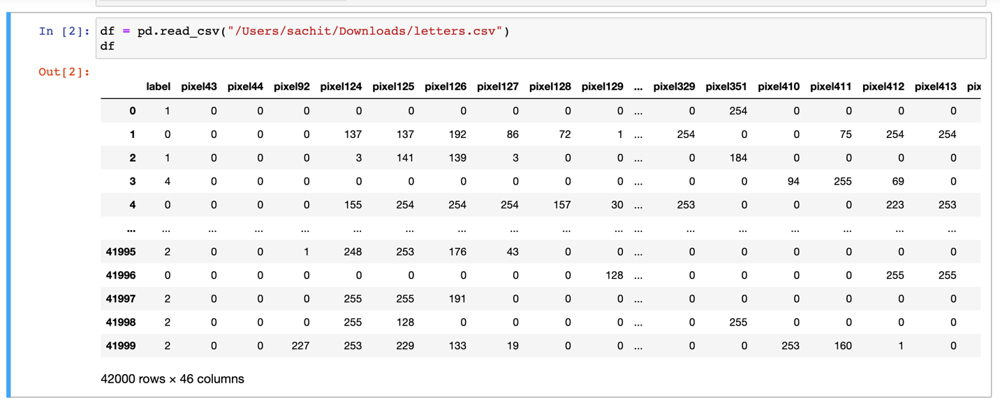 In [2]: df = pd.read_csv("/Users/sachit/Downloads/letters.csv")
df
Out[2]:
label pixel43 pixel44 pixel92 pixel124 pixel125 pixel126 pixel127 pixel128 pixel129 ... pixel329 pixel351 pixel410 pixel411 pixel412 pixel413 pix
0 1 0 0 0 0 0 0 0 0 0 ... 0 254 0 0 0 0
1 0 0 0 0 137 137 192 86 72 1 ... 254 0 0 75 254 254
2 1 0 0 0 3 141 139 3 0 0 ... 0 184 0 0 0 0
3 4 0 0 0 0 0 0 0 0 0 ... 0 0 94 255 69 0
4 0 0 0 0 155 254 254 254 157 30 ... 253 0 0 0 223 253
... ... ... ... ... ... ... ... ... ... ... ... ... ... ... ... ... ...
41995 2 0 0 1 248 253 176 43 0 0 ... 0 0 0 0 0 0
41996 0 0 0 0 0 0 0 0 0 128 ... 0 0 0 0 255 255
41997 2 0 0 0 255 255 191 0 0 0 ... 0 0 0 0 0 0
41998 2 0 0 0 255 128 0 0 0 0 ... 0 255 0 0 0 0
41999 2 0 0 227 253 229 133 19 0 0 ... 0 0 253 160 1 0
42000 rows × 46 columns